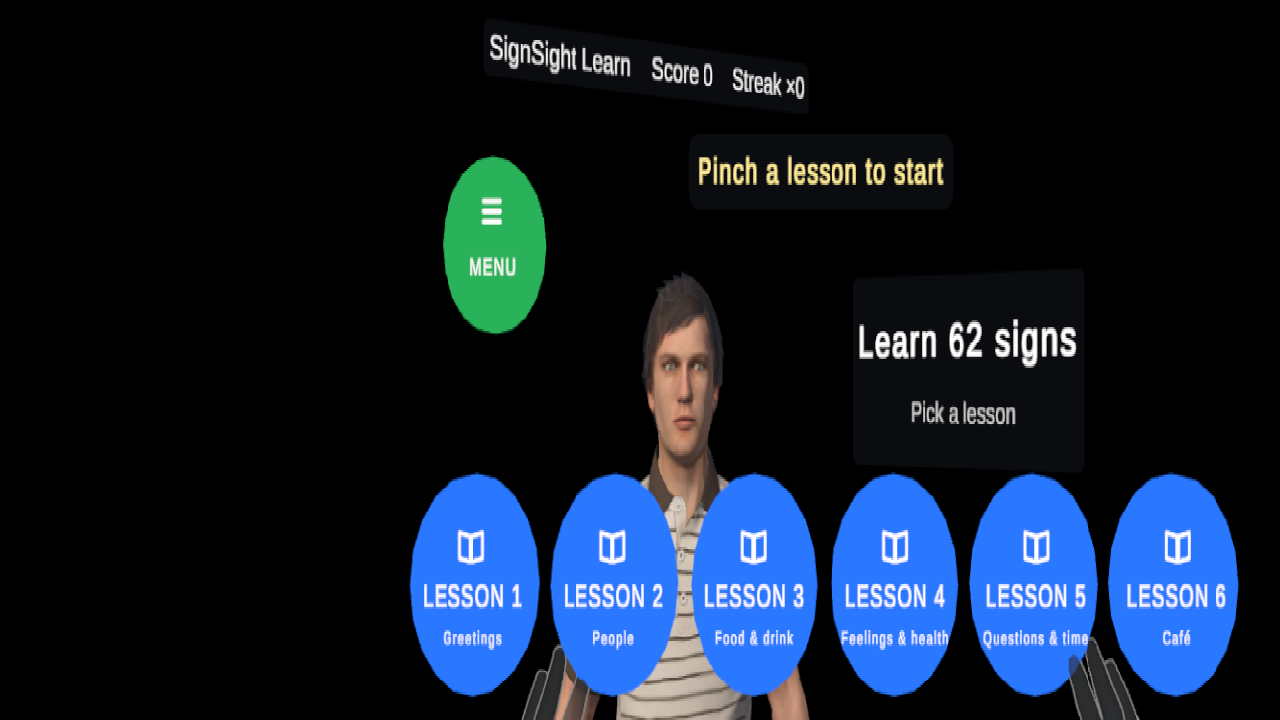 SignSight Learn Score 0 Streak ×0
Pinch a lesson to start
MENU
Learn 62 signs
Pick a lesson
LESSON 1
Greetings
LESSON 2
People
LESSON 3
Food & drink
LESSON 4
Feelings & health
LESSON 5
Questions & time
LESSON 6
Café